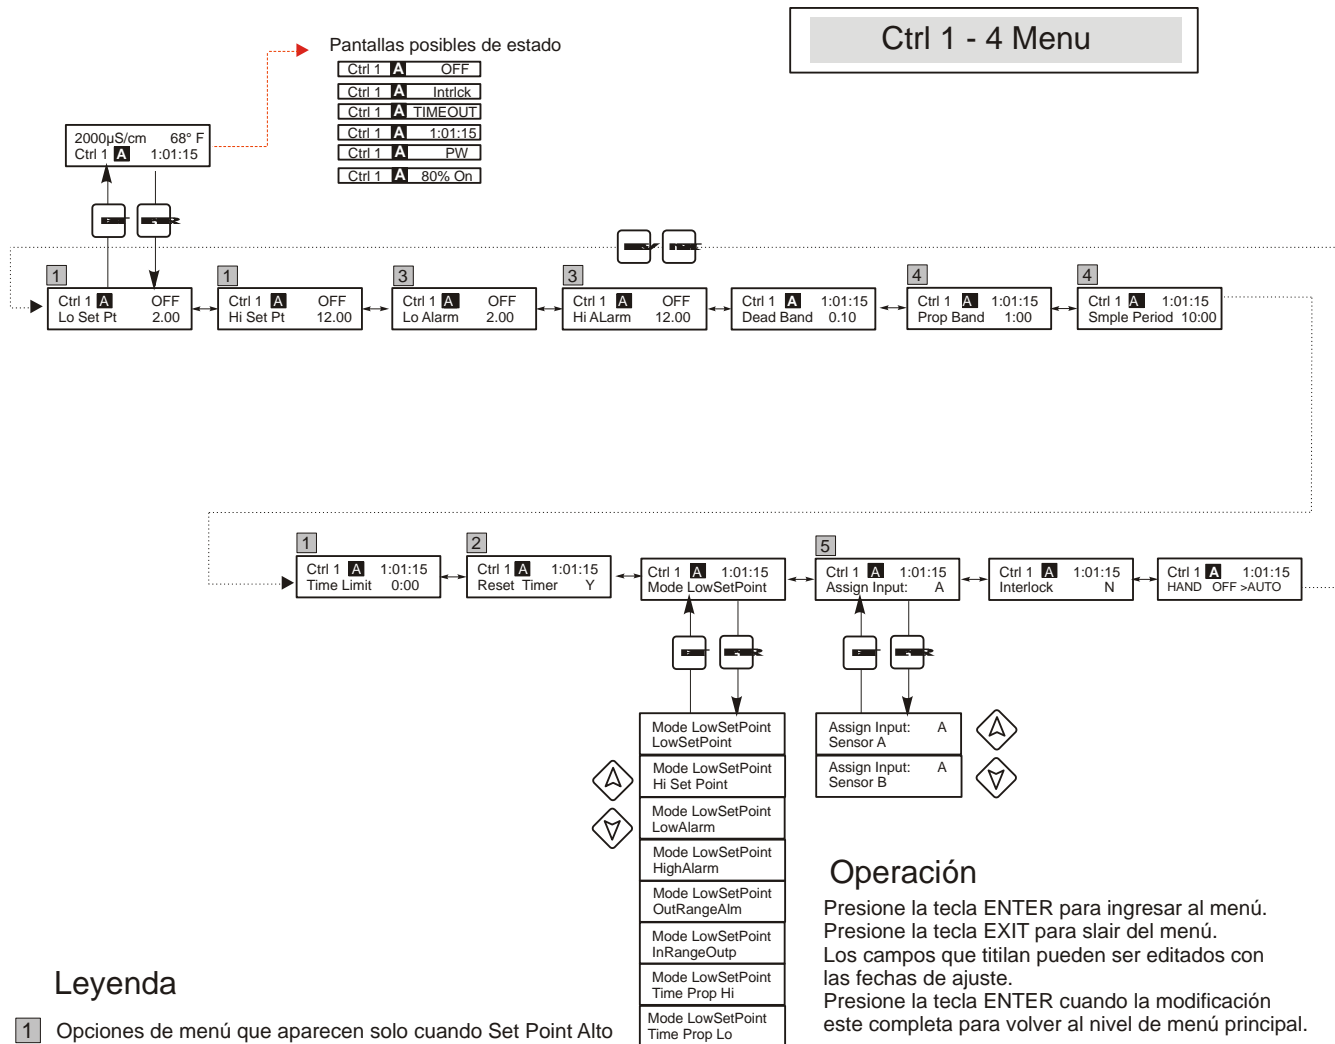 Ctrl 1 - 4 Menu
Pantallas posibles de estado
Ctrl 1 A OFF
Ctrl 1 A Intrlck
Ctrl 1 A TIMEOUT
Ctrl 1 A 1:01:15
Ctrl 1 A PW
Ctrl 1 A 80% On
2000µS/cm 68° F
Ctrl 1 A 1:01:15
1
Ctrl 1 A OFF
Lo Set Pt 2.00
1
Ctrl 1 A OFF
Hi Set Pt 12.00
3
Ctrl 1 A OFF
Lo Alarm 2.00
3
Ctrl 1 A OFF
Hi ALarm 12.00
Ctrl 1 A 1:01:15
Dead Band 0.10
4
Ctrl 1 A 1:01:15
Prop Band 1:00
4
Ctrl 1 A 1:01:15
Smple Period 10:00
1
Ctrl 1 A 1:01:15
Time Limit 0:00
2
Ctrl 1 A 1:01:15
Reset Timer Y
Ctrl 1 A 1:01:15
Mode LowSetPoint
5
Ctrl 1 A 1:01:15
Assign Input: A
Ctrl 1 A 1:01:15
Interlock N
Ctrl 1 A 1:01:15
HAND OFF >AUTO
Mode LowSetPoint
LowSetPoint
Mode LowSetPoint
Hi Set Point
Mode LowSetPoint
LowAlarm
Mode LowSetPoint
HighAlarm
Mode LowSetPoint
OutRangeAlm
Mode LowSetPoint
InRangeOutp
Mode LowSetPoint
Time Prop Hi
Mode LowSetPoint
Time Prop Lo
Assign Input: A
Sensor A
Assign Input: A
Sensor B
Operación
Presione la tecla ENTER para ingresar al menú.
Presione la tecla EXIT para slair del menú.
Los campos que titilan pueden ser editados con
las fechas de ajuste.
Presione la tecla ENTER cuando la modificación
este completa para volver al nivel de menú principal.
Leyenda
1 Opciones de menú que aparecen solo cuando Set Point Alto